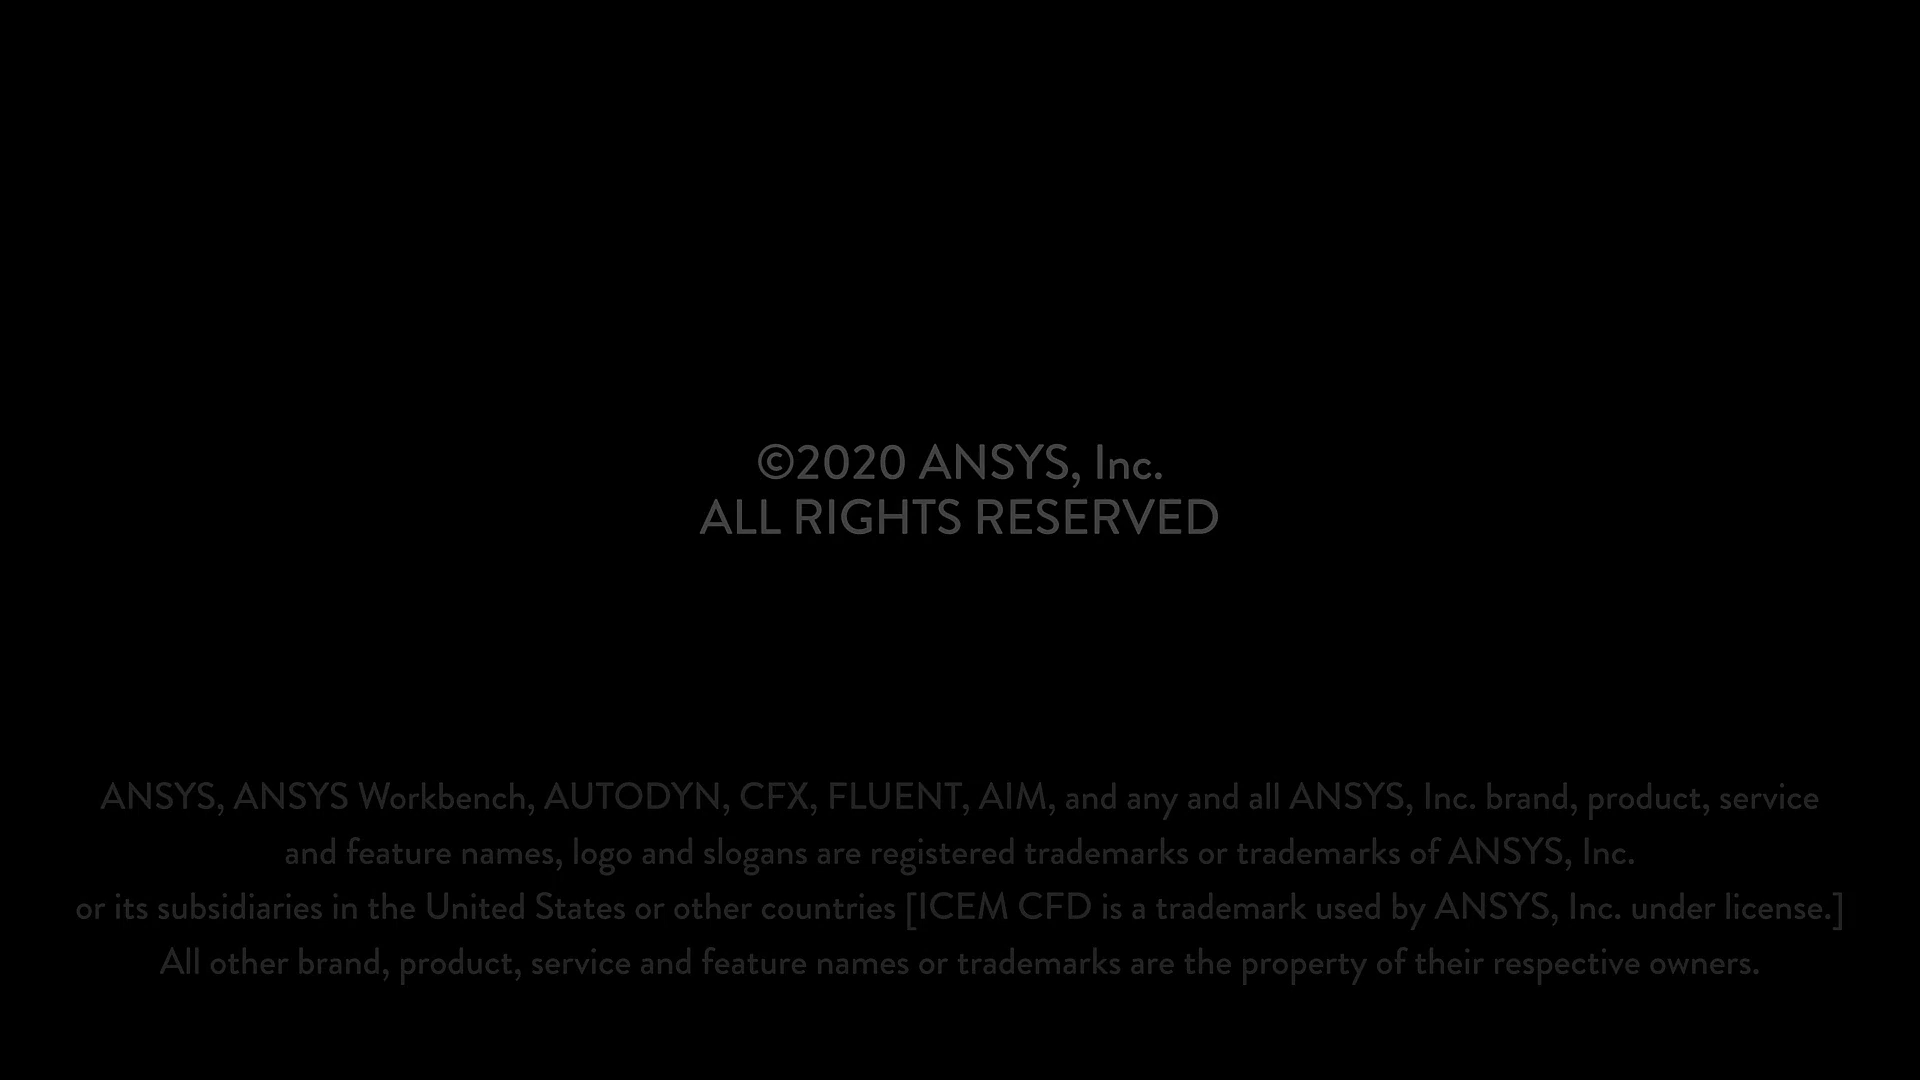 ©2020 ANSYS, Inc.
ALL RIGHTS RESERVED
ANSYS, ANSYS Workbench, AUTODYN, CFX, FLUENT, AIM, and any and all ANSYS, Inc. brand, product, service
and feature names, logo and slogans are registered trademarks or trademarks of ANSYS, Inc.
or its subsidiaries in the United States or other countries [ICEM CFD is a trademark used by ANSYS, Inc. under license.]
All other brand, product, service and feature names or trademarks are the property of their respective owners.